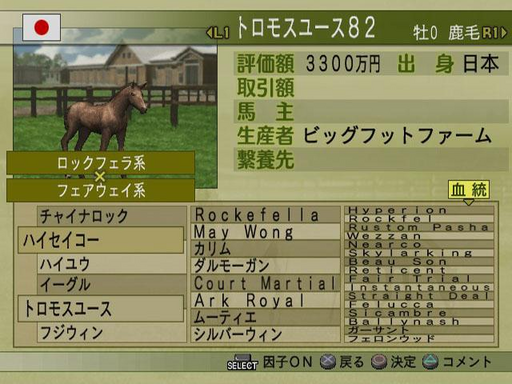 ◀L1 トロモスユース82 牡0 鹿毛 R1▶
評価額 3300万円 出身 日本
取引額
馬主
生産者 ビッグフットファーム
繋養先
ロックフェラ系
×
フェアウェイ系
血統
チャイナロック
ハイセイコー
ハイユウ
イーグル
トロモスユース
フジウィン
Rockefella
May Wong
カリム
ダルモーガン
Court Martial
Ark Royal
ムーティエ
シルバーウィン
Hyperion
Rockfel
Rustom Pasha
Wezzan
Nearco
Skylarking
Beau Son
Reticent
Fair Trial
Instantaneous
Straight Deal
Felucca
Sicambre
Ballynash
ガーサント
フェロンウッド
SELECT 因子ON 戻る 決定 コメント